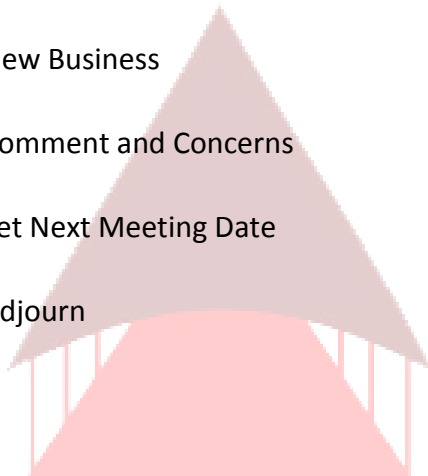 ew Business
omment and Concerns
et Next Meeting Date
djourn